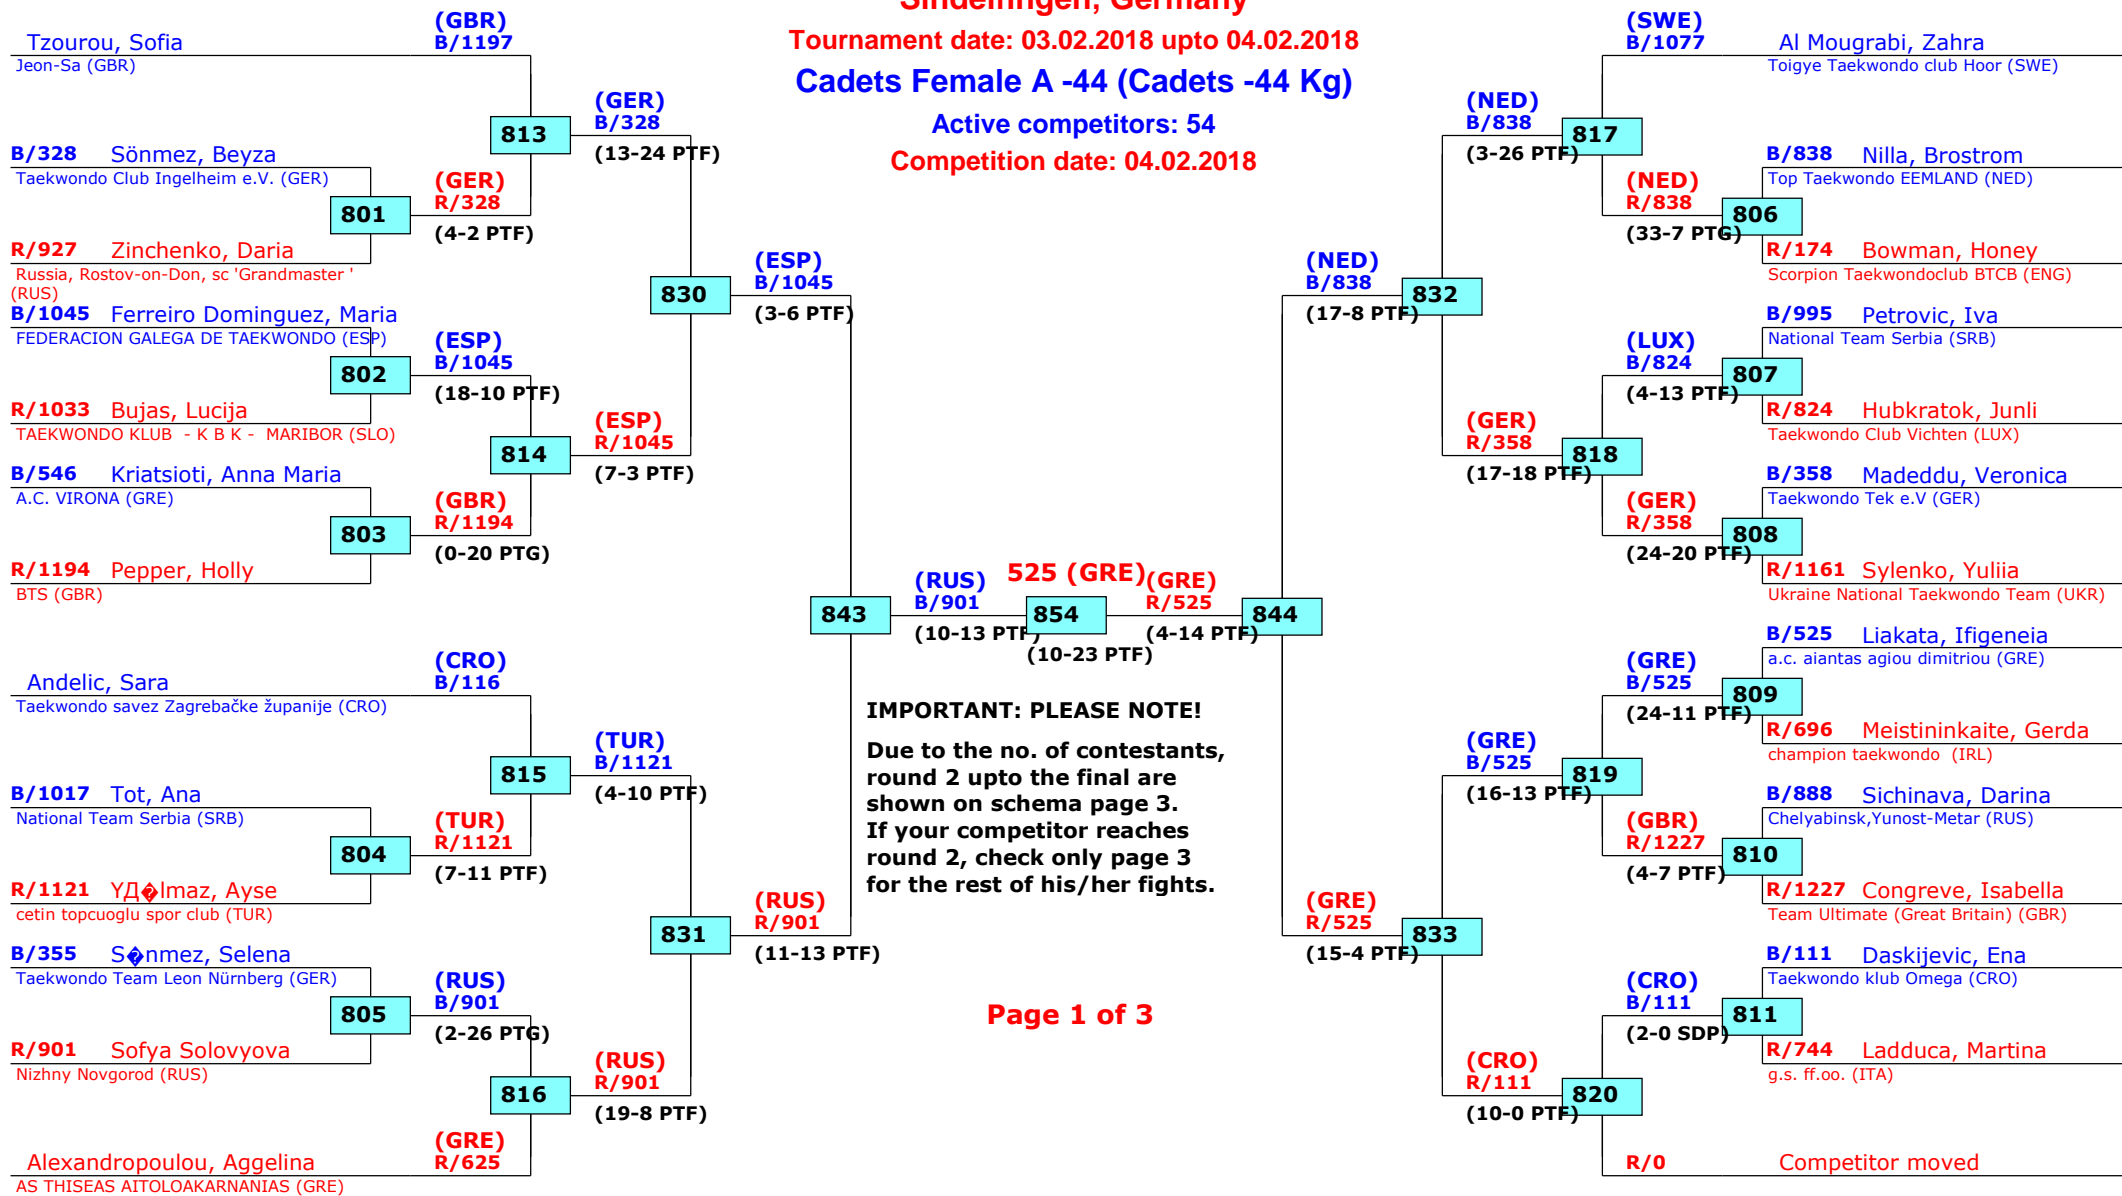 Sindelfingen, Germany
Tournament date: 03.02.2018 upto 04.02.2018
Cadets Female A -44 (Cadets -44 Kg)
Active competitors: 54
Competition date: 04.02.2018
Tzourou, Sofia
Jeon-Sa (GBR)
(GBR)
B/1197
B/328 Sönmez, Beyza
Taekwondo Club Ingelheim e.V. (GER)
801
R/927 Zinchenko, Daria
Russia, Rostov-on-Don, sc 'Grandmaster '
(RUS)
(GER)
R/328
(4-2 PTF)
813
(GER)
B/328
(13-24 PTF)
B/1045 Ferreiro Dominguez, Maria
FEDERACION GALEGA DE TAEKWONDO (ESP)
802
R/1033 Bujas, Lucija
TAEKWONDO KLUB - K B K - MARIBOR (SLO)
(ESP)
B/1045
(18-10 PTF)
B/546 Kriatsioti, Anna Maria
A.C. VIRONA (GRE)
803
R/1194 Pepper, Holly
BTS (GBR)
(GBR)
R/1194
(0-20 PTG)
814
(ESP)
R/1045
(7-3 PTF)
830
(ESP)
B/1045
(3-6 PTF)
Andelic, Sara
Taekwondo savez Zagrebačke županije (CRO)
(CRO)
B/116
B/1017 Tot, Ana
National Team Serbia (SRB)
804
R/1121 YД�lmaz, Ayse
cetin topcuoglu spor club (TUR)
(TUR)
R/1121
(7-11 PTF)
815
(TUR)
B/1121
(4-10 PTF)
B/355 S�nmez, Selena
Taekwondo Team Leon Nürnberg (GER)
805
R/901 Sofya Solovyova
Nizhny Novgorod (RUS)
(RUS)
B/901
(2-26 PTG)
816
(RUS)
R/901
(19-8 PTF)
Alexandropoulou, Aggelina
AS THISEAS AITOLOAKARNANIAS (GRE)
(GRE)
R/625
831
(RUS)
R/901
(11-13 PTF)
843
(RUS)
B/901
(10-13 PTF)
525 (GRE)
854
(10-23 PTF)
(GRE)
R/525
(4-14 PTF)
844
IMPORTANT: PLEASE NOTE!
Due to the no. of contestants,
round 2 upto the final are
shown on schema page 3.
If your competitor reaches
round 2, check only page 3
for the rest of his/her fights.
Page 1 of 3
(SWE)
B/1077
Al Mougrabi, Zahra
Toigye Taekwondo club Hoor (SWE)
(NED)
B/838
(3-26 PTF)
817
B/838 Nilla, Brostrom
Top Taekwondo EEMLAND (NED)
(NED)
R/838
(33-7 PTG)
806
R/174 Bowman, Honey
Scorpion Taekwondoclub BTCB (ENG)
(NED)
B/838
(17-8 PTF)
832
B/995 Petrovic, Iva
National Team Serbia (SRB)
(LUX)
B/824
(4-13 PTF)
807
R/824 Hubkratok, Junli
Taekwondo Club Vichten (LUX)
(GER)
R/358
(17-18 PTF)
818
B/358 Madeddu, Veronica
Taekwondo Tek e.V (GER)
(GER)
R/358
(24-20 PTF)
808
R/1161 Sylenko, Yuliia
Ukraine National Taekwondo Team (UKR)
B/525 Liakata, Ifigeneia
a.c. aiantas agiou dimitriou (GRE)
(GRE)
B/525
(24-11 PTF)
809
R/696 Meistininkaite, Gerda
champion taekwondo (IRL)
(GRE)
B/525
(16-13 PTF)
819
B/888 Sichinava, Darina
Chelyabinsk,Yunost-Metar (RUS)
(GBR)
R/1227
(4-7 PTF)
810
R/1227 Congreve, Isabella
Team Ultimate (Great Britain) (GBR)
(GRE)
R/525
(15-4 PTF)
833
B/111 Daskijevic, Ena
Taekwondo klub Omega (CRO)
(CRO)
B/111
(2-0 SDP)
811
R/744 Ladduca, Martina
g.s. ff.oo. (ITA)
(CRO)
R/111
(10-0 PTF)
820
R/0 Competitor moved